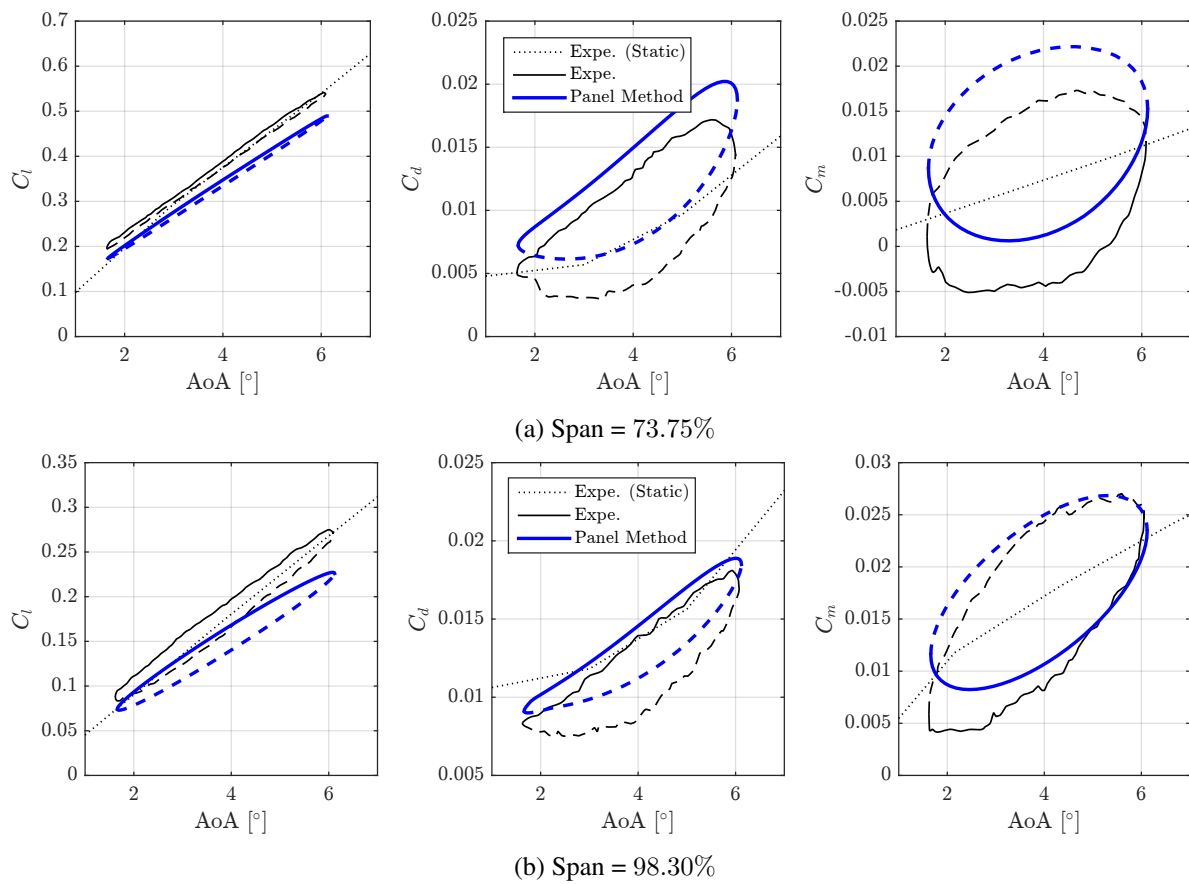 0.7
0.6
0.5
0.4
0.3
0.2
0.1
0
C_l
2 4 6
AoA [°]
0.025
0.02
0.015
0.01
0.005
0
C_d
Expe. (Static)
Expe.
Panel Method
2 4 6
AoA [°]
0.025
0.02
0.015
0.01
0.005
0
-0.005
-0.01
C_m
2 4 6
AoA [°]
(a) Span = 73.75%
0.35
0.3
0.25
0.2
0.15
0.1
0.05
0
C_l
2 4 6
AoA [°]
0.025
0.02
0.015
0.01
0.005
C_d
Expe. (Static)
Expe.
Panel Method
2 4 6
AoA [°]
0.03
0.025
0.02
0.015
0.01
0.005
0
C_m
2 4 6
AoA [°]
(b) Span = 98.30%